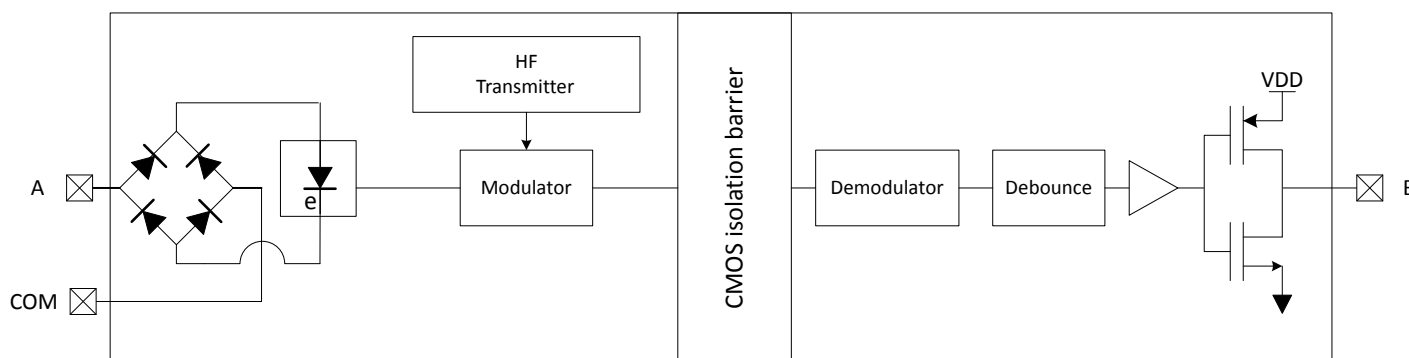 HF
Transmitter
VDD
CMOS isolation barrier
A
Modulator
Demodulator
Debounce
e
COM